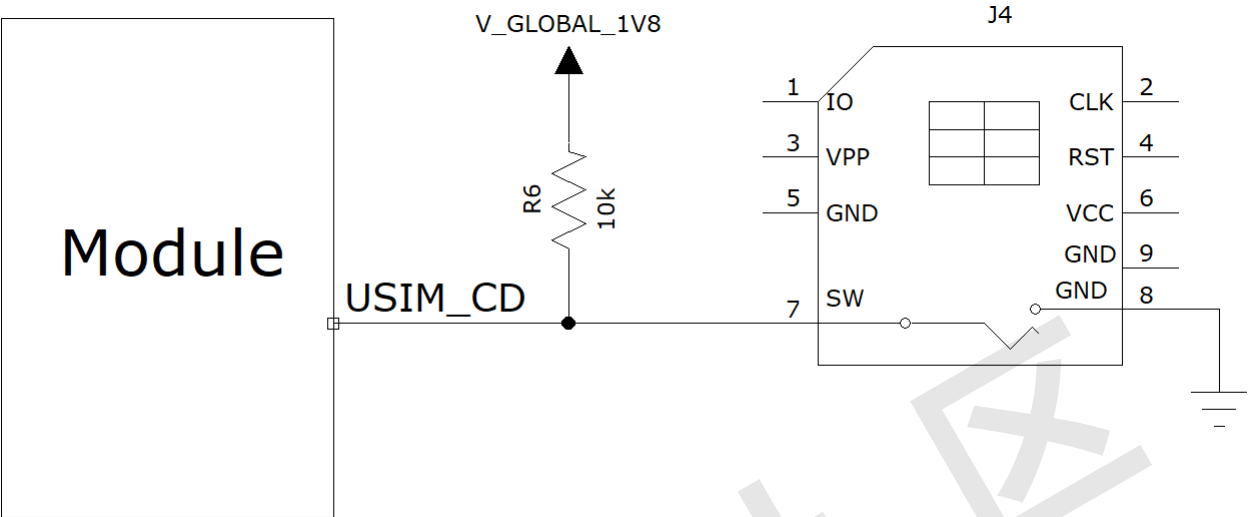 V_GLOBAL_1V8
J4
1
IO
CLK
2
3
VPP
RST
4
R6
10k
5
GND
VCC
6
Module
GND
9
USIM_CD
7
SW
GND
8
区